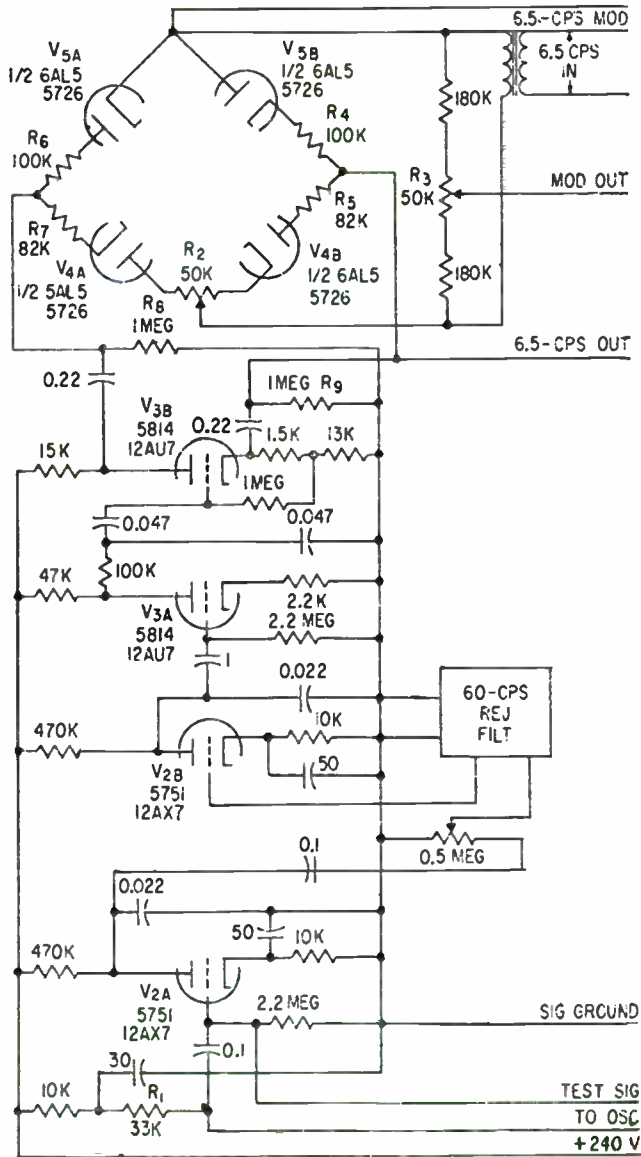 6.5-CPS MOD
V5A
1/2 6AL5
5726
V5B
1/2 6AL5
5726
6.5 CPS
IN
R6
100K
R4
100K
180K
R3
50K
MOD OUT
R7
82K
R5
82K
R2
50K
V4A
1/2 5AL5
5726
V4B
1/2 6AL5
5726
180K
R8
1MEG
6.5-CPS OUT
0.22
1MEG R9
V3B
5814
12AU7
0.22
15K
1.5K
13K
1MEG
0.047
0.047
47K
100K
V3A
5814
12AU7
2.2K
2.2 MEG
1
0.022
60-CPS
REJ
FILT
470K
10K
V2B
5751
12AX7
50
0.5 MEG
0.1
0.022
50
10K
470K
V2A
5751
12AX7
2.2 MEG
SIG GRCUND
0.1
30
10K
R1
33K
TEST SIG
TO OSC
+240 V